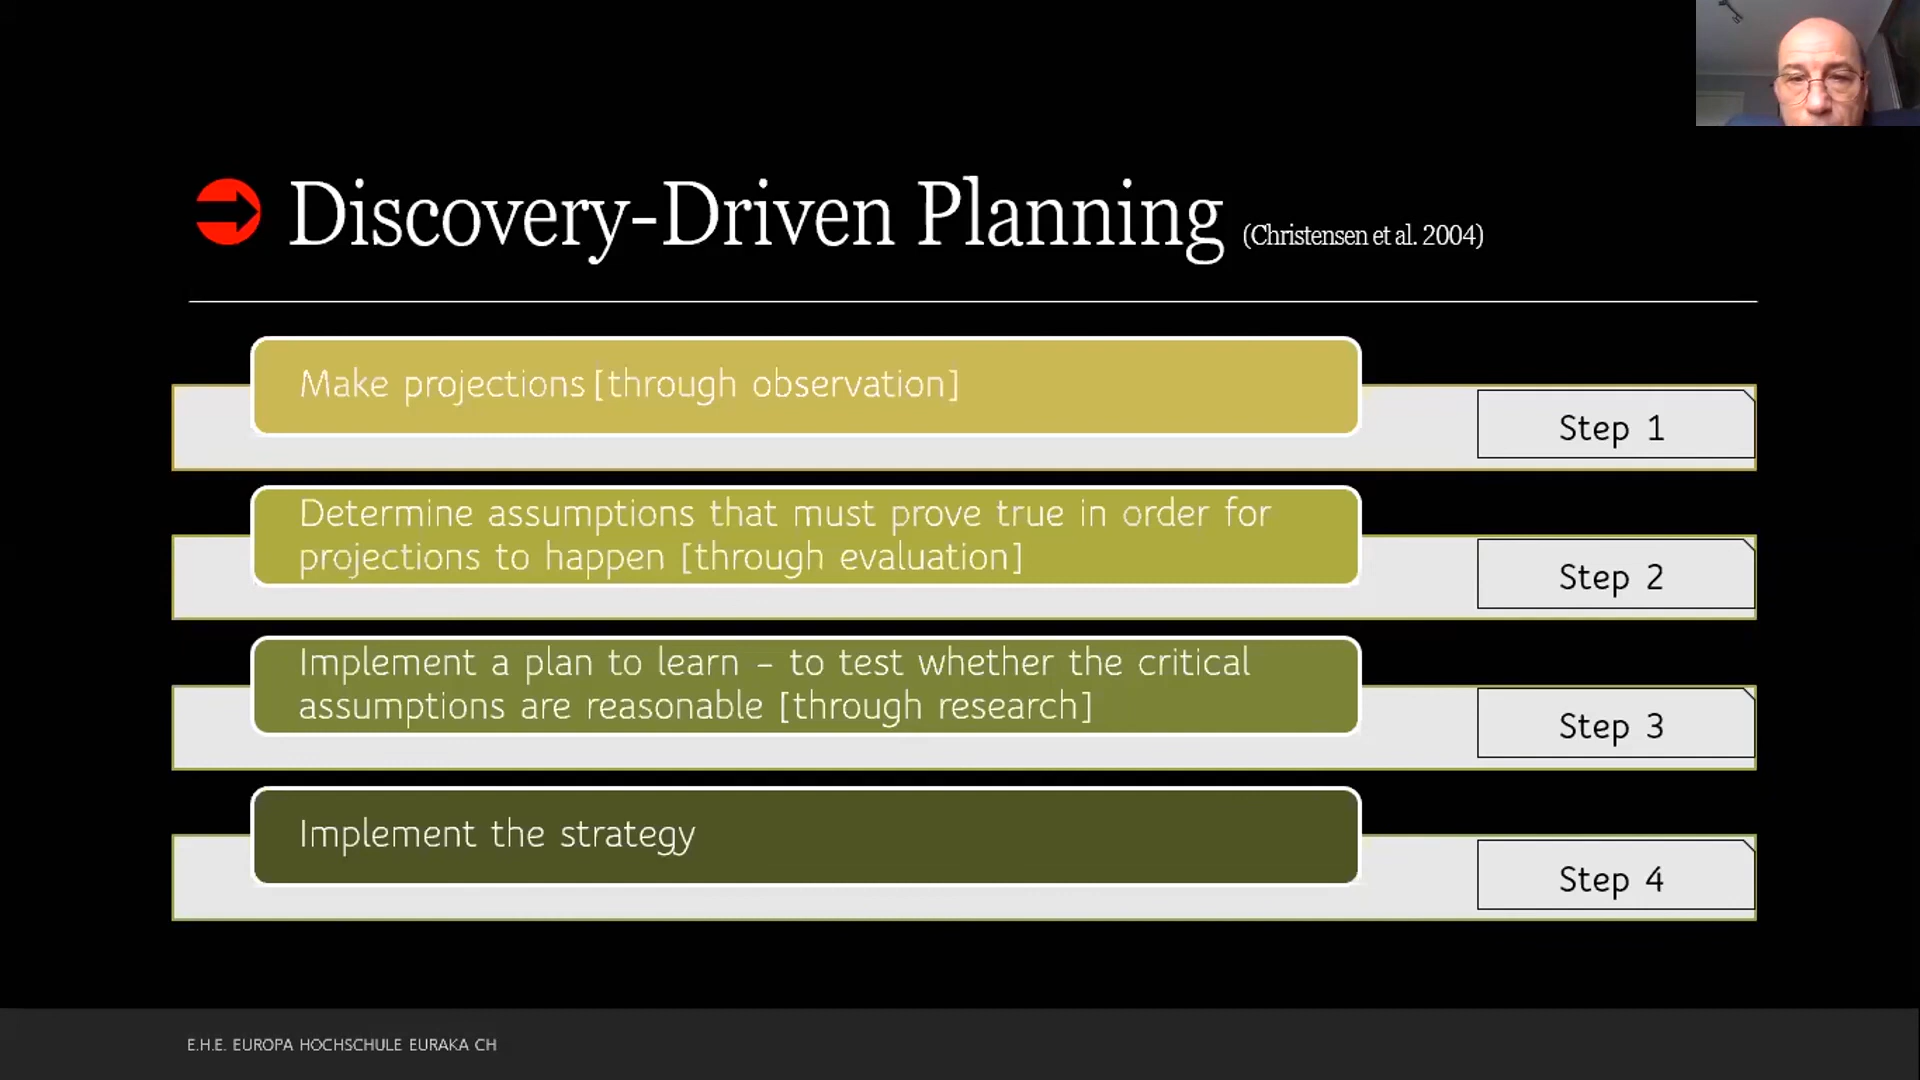 Discovery-Driven Planning (Christensen et al. 2004)
Make projections [through observation]
Step 1
Determine assumptions that must prove true in order for
projections to happen [through evaluation]
Step 2
Implement a plan to learn – to test whether the critical
assumptions are reasonable [through research]
Step 3
Implement the strategy
Step 4
E.H.E. EUROPA HOCHSCHULE EURAKA CH